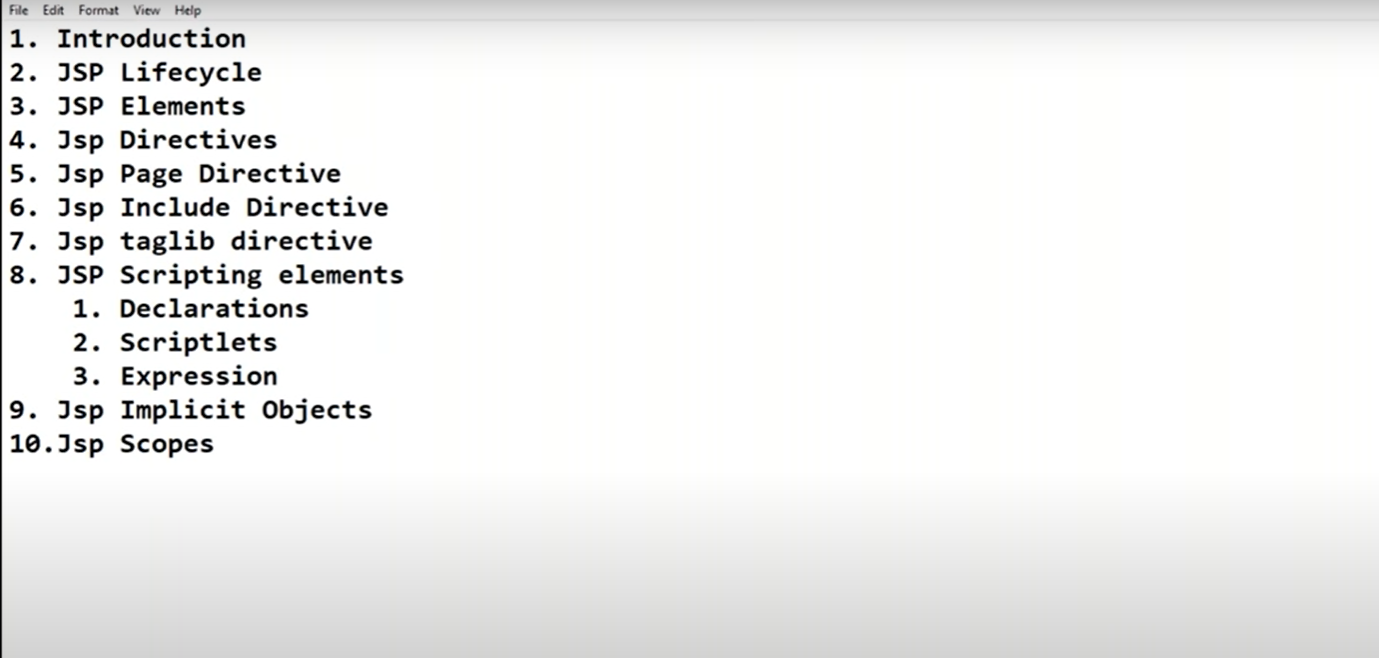 File Edit Format View Help
1. Introduction
2. JSP Lifecycle
3. JSP Elements
4. Jsp Directives
5. Jsp Page Directive
6. Jsp Include Directive
7. Jsp taglib directive
8. JSP Scripting elements
1. Declarations
2. Scriptlets
3. Expression
9. Jsp Implicit Objects
10.Jsp Scopes